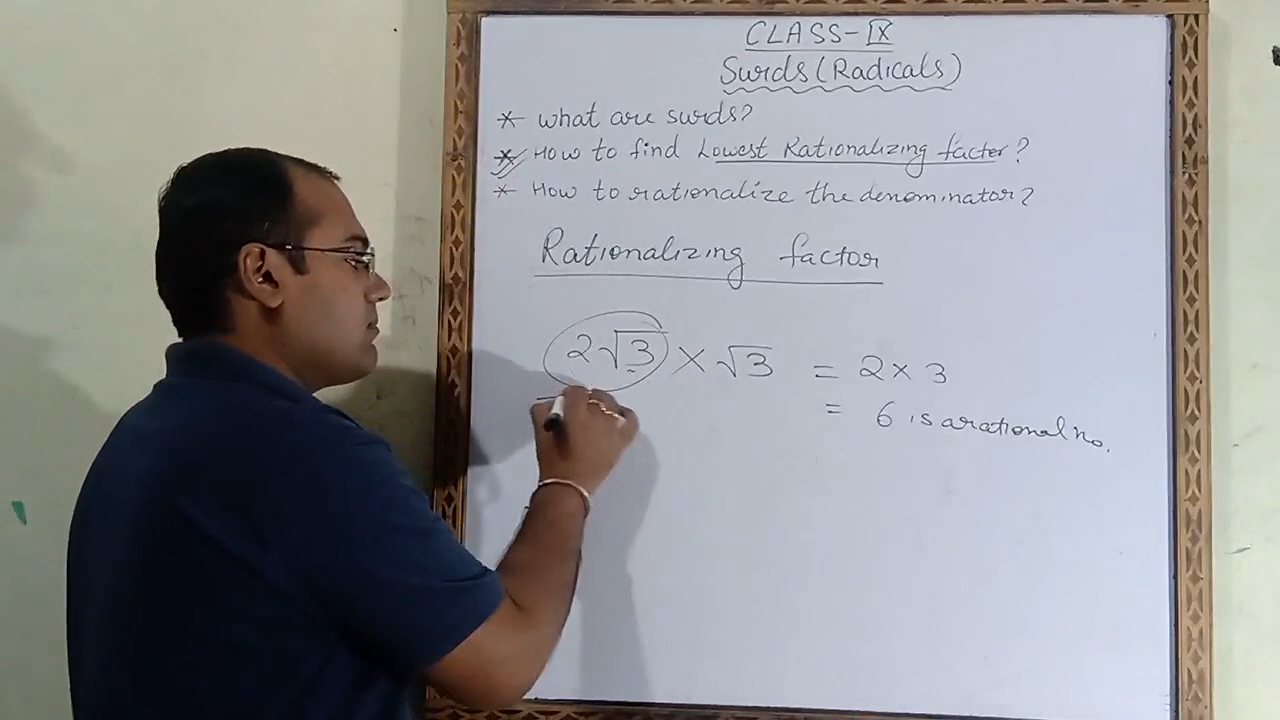 CLASS-IX
Surds (Radicals)
* What are surds?
* How to find Lowest Rationalizing factor?
* How to rationalize the denominator?
Rationalizing factor
2√3 × √3 = 2 × 3
= 6 is a rational no.